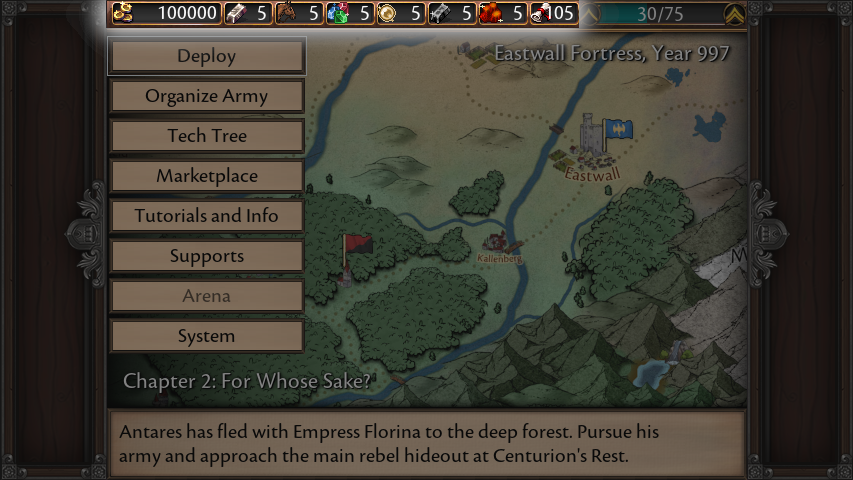 100000 5 5 5 5 5 5 105 30/75
Eastwall Fortress, Year 997
Deploy
Organize Army
Tech Tree
Marketplace
Tutorials and Info
Supports
Arena
System
Eastwall
Kallenberg
M
Chapter 2: For Whose Sake?
Antares has fled with Empress Florina to the deep forest. Pursue his
army and approach the main rebel hideout at Centurion's Rest.